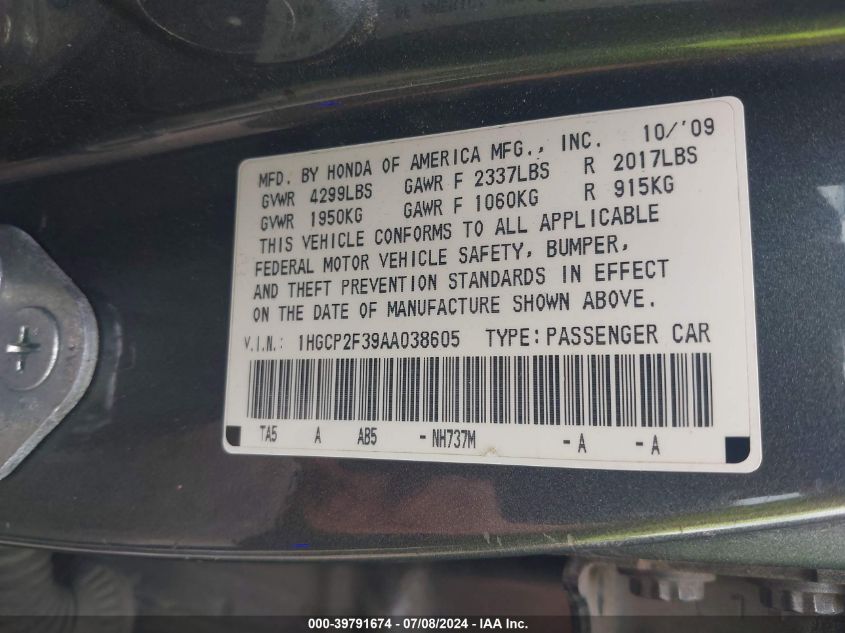 MFD. BY HONDA OF AMERICA MFG., INC. 10/'09
GVWR 4299LBS GAWR F 2337LBS R 2017LBS
GVWR 1950KG GAWR F 1060KG R 915KG
THIS VEHICLE CONFORMS TO ALL APPLICABLE
FEDERAL MOTOR VEHICLE SAFETY, BUMPER,
AND THEFT PREVENTION STANDARDS IN EFFECT
ON THE DATE OF MANUFACTURE SHOWN ABOVE.
V.I.N.: 1HGCP2F39AA038605 TYPE: PASSENGER CAR
TA5 A AB5 - NH737M - A - A
000-39791674 / 07/08/2024 - IAA Inc.